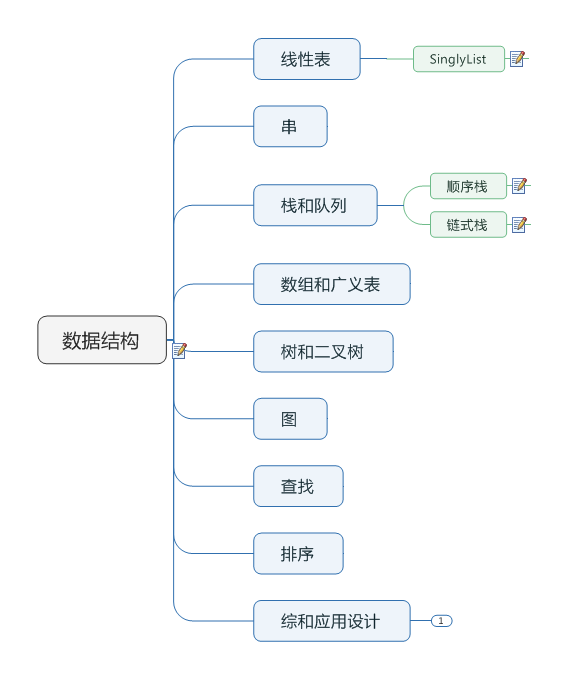 线性表
SinglyList
串
栈和队列
顺序栈
链式栈
数组和广义表
数据结构
树和二叉树
图
查找
排序
综和应用设计
1